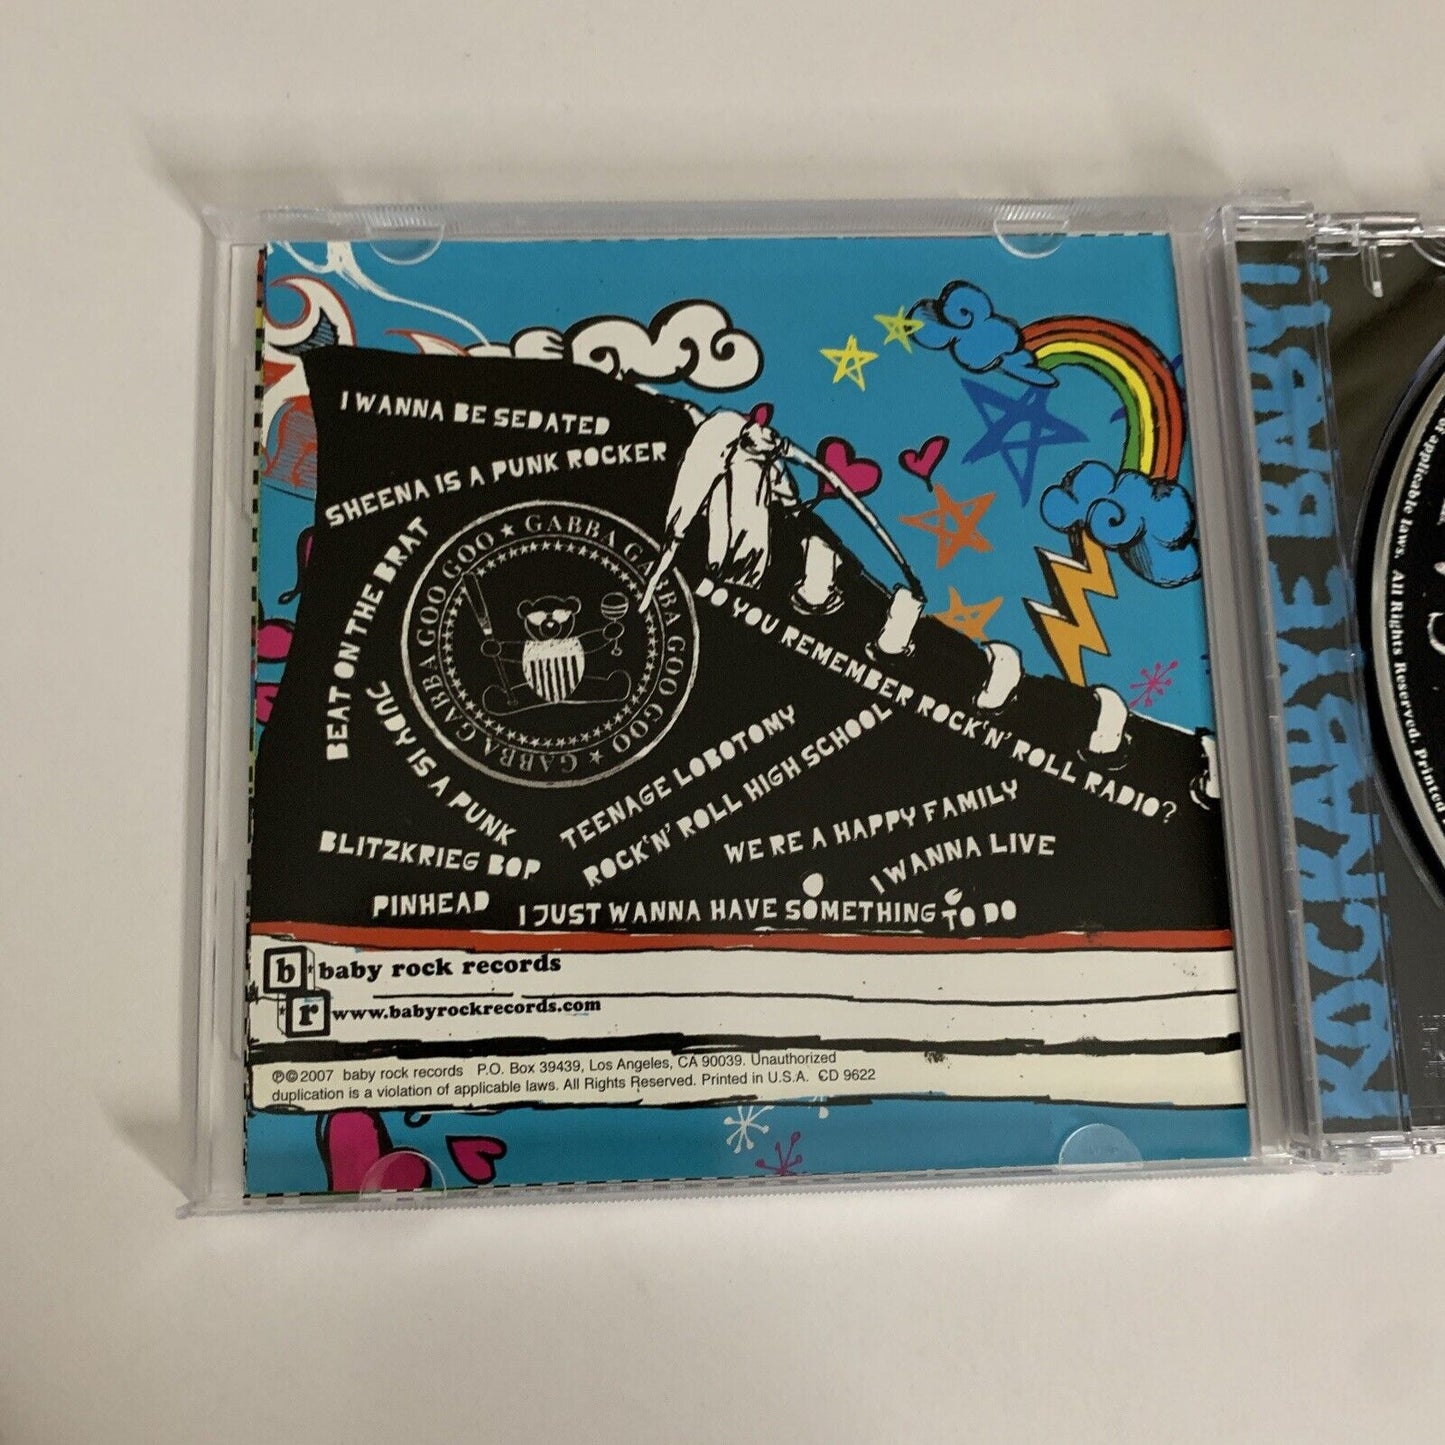 I WANNA BE SEDATED
SHEENA IS A PUNK ROCKER
BEAT ON THE BRAT
JUDY IS A PUNK
GABBA GABBA GOO GOO ★ GABBA GABBA GOO GOO ★
DO YOU REMEMBER ROCK'N' ROLL RADIO?
TEENAGE LOBOTOMY
ROCK'N' ROLL HIGH SCHOOL
WE'RE A HAPPY FAMILY
I WANNA LIVE
BLITZKRIEG BOP
PINHEAD
I JUST WANNA HAVE SOMETHING TO DO
b baby rock records
r www.babyrockrecords.com
℗©2007 baby rock records P.O. Box 39439, Los Angeles, CA 90039. Unauthorized
duplication is a violation of applicable laws. All Rights Reserved. Printed in U.S.A. CD 9622
ROCKABYE BABY!
of applicable laws. All Rights Reserved. Printed